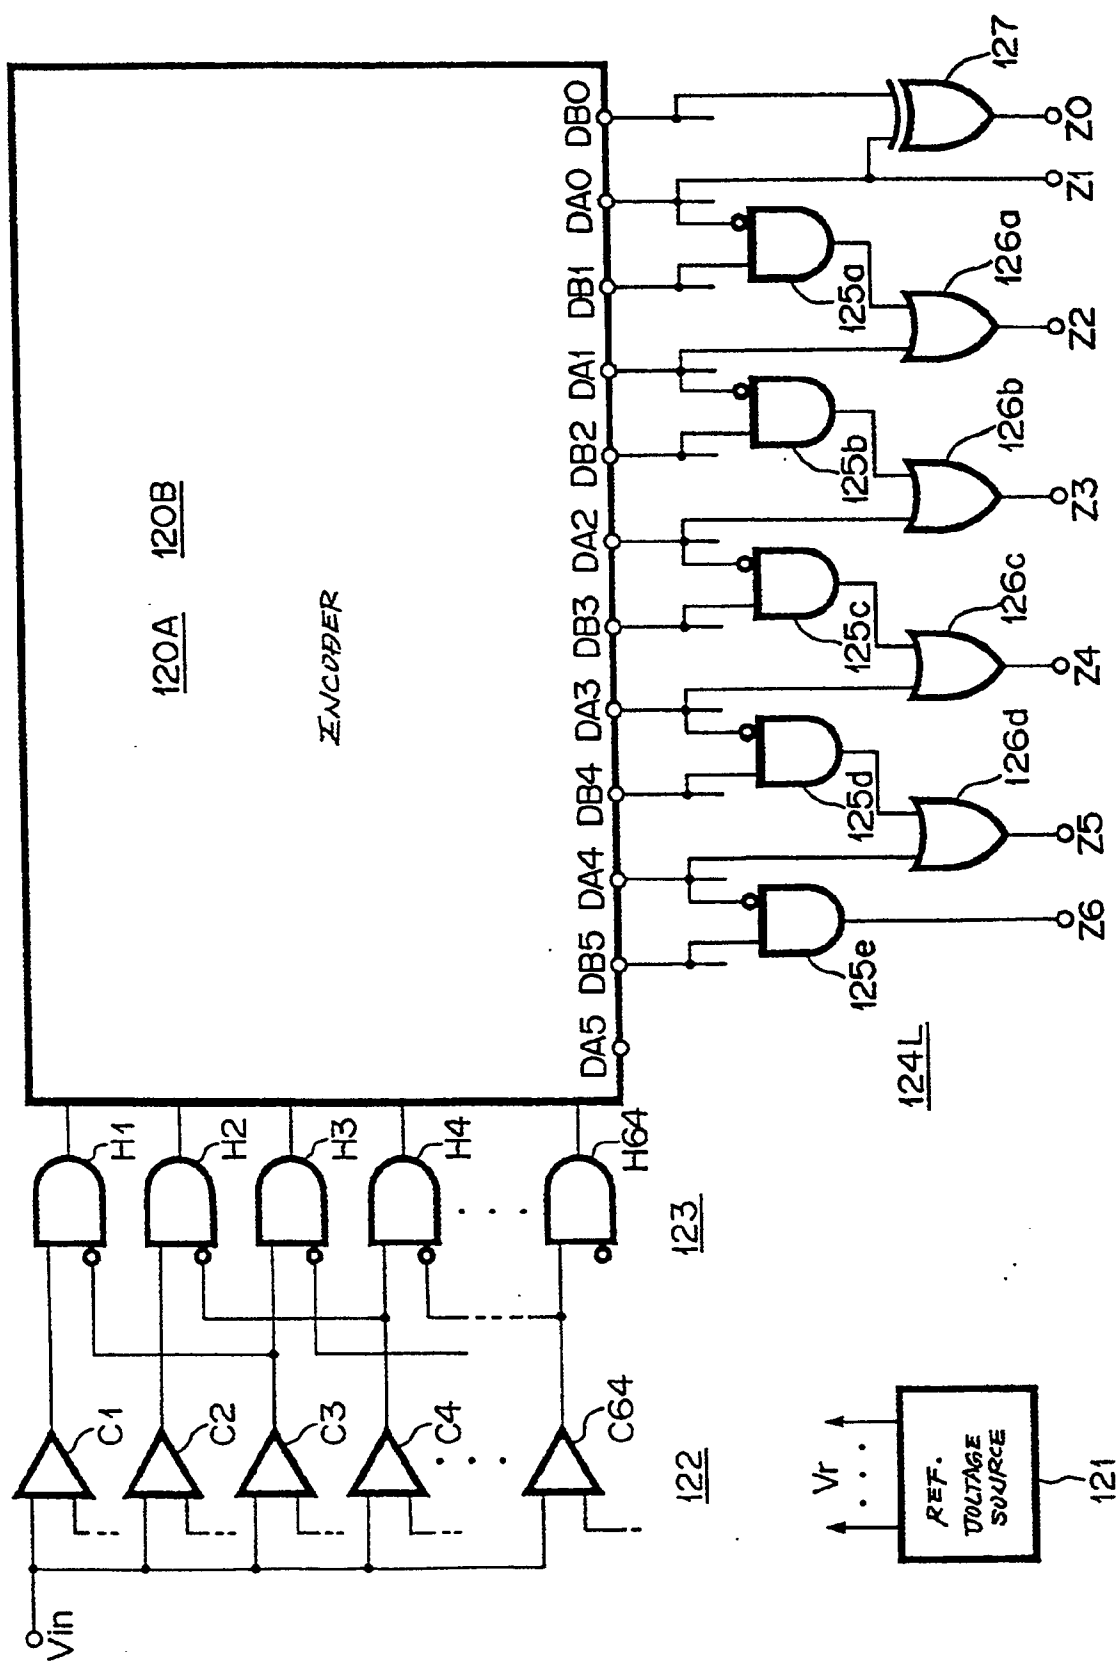 Vin
C1
C2
C3
C4
C64
122
H1
H2
H3
H4
H64
123
120A 120B
ENCODER
DA5 DB5 DA4 DB4 DA3 DB3 DA2 DB2 DA1 DB1 DA0 DB0
124L
125e
125d
125c
125b
125a
126d
126c
126b
126a
127
Z6
Z5
Z4
Z3
Z2
Z1
Z0
Vr
REF.
VOLTAGE
SOURCE
121